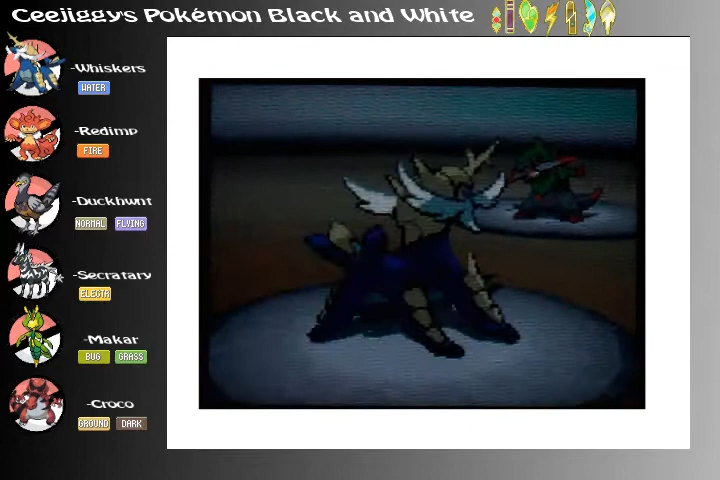 Ceejiggy's Pokémon Black and White
-Whiskers
WATER
-Redimp
FIRE
-Duckhwnt
NORMAL FLYING
-Secratary
ELECTR
-Makar
BUG GRASS
-Croco
GROUND DARK